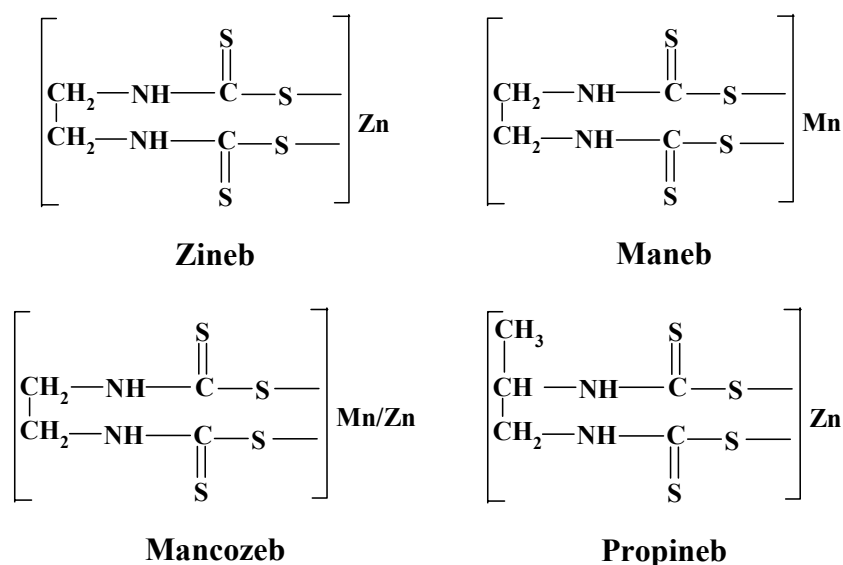 S S
CH₂ NH C S CH₂ NH C S
Zn Mn
CH₂ NH C S CH₂ NH C S
S S
Zineb Maneb
S CH₃ S
CH₂ NH C S CH NH C S
Mn/Zn Zn
CH₂ NH C S CH₂ NH C S
S S
Mancozeb Propineb